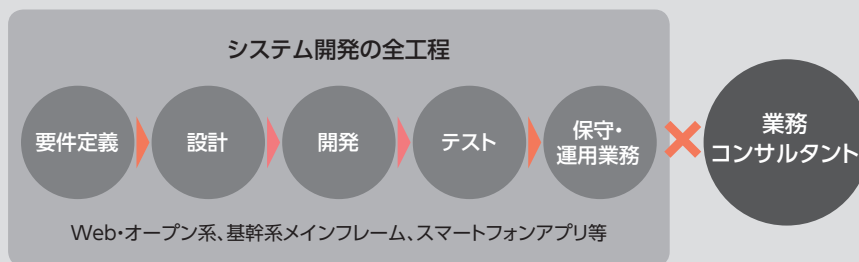 システム開発の全工程
要件定義
設計
開発
テスト
保守・
運用業務
業務
コンサルタント
Web・オープン系、基幹系メインフレーム、スマートフォンアプリ等